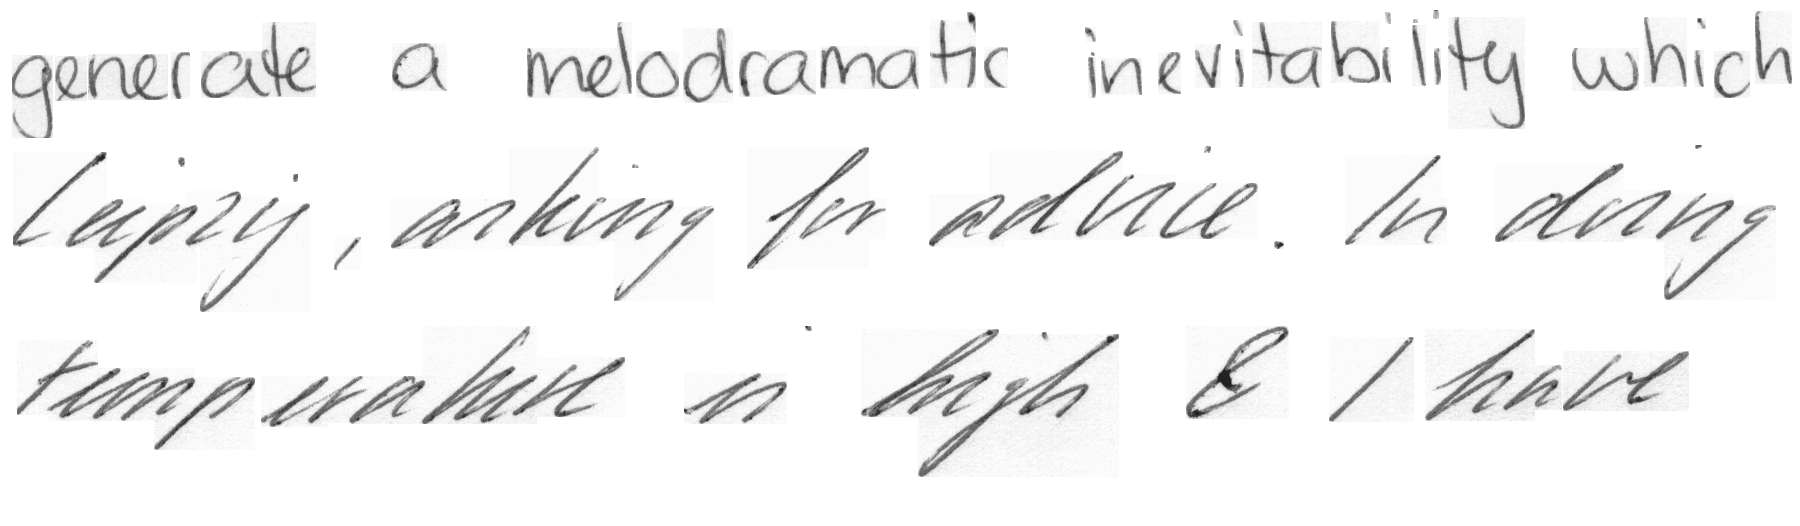 generate a melodramatic inevitability which
Leipzig, asking for advice. In doing
temperature is high & I have